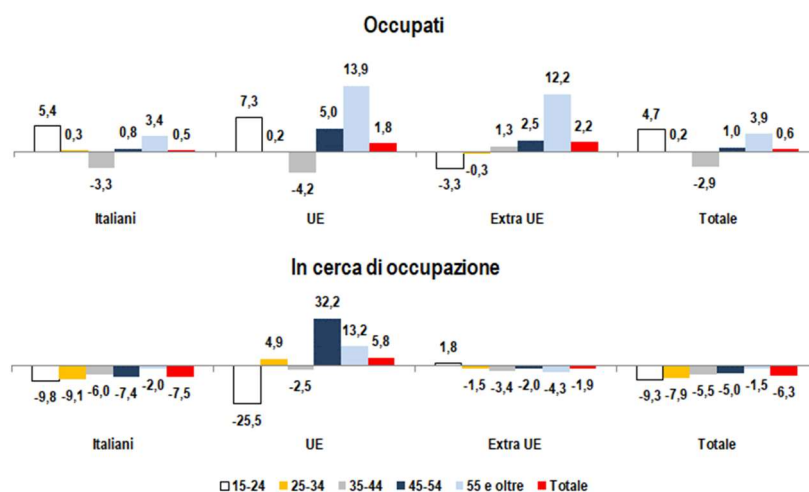 Occupati
5,4 0,3 -3,3 0,8 3,4 0,5
7,3 0,2 -4,2 5,0 13,9 1,8
-3,3 -0,3 1,3 2,5 12,2 2,2
4,7 0,2 -2,9 1,0 3,9 0,6
Italiani UE Extra UE Totale
In cerca di occupazione
-9,8 -9,1 -6,0 -7,4 -2,0 -7,5
-25,5 4,9 -2,5 32,2 13,2 5,8
1,8 -1,5 -3,4 -2,0 -4,3 -1,9
-9,3 -7,9 -5,5 -5,0 -1,5 -6,3
Italiani UE Extra UE Totale
15-24 25-34 35-44 45-54 55 e oltre Totale